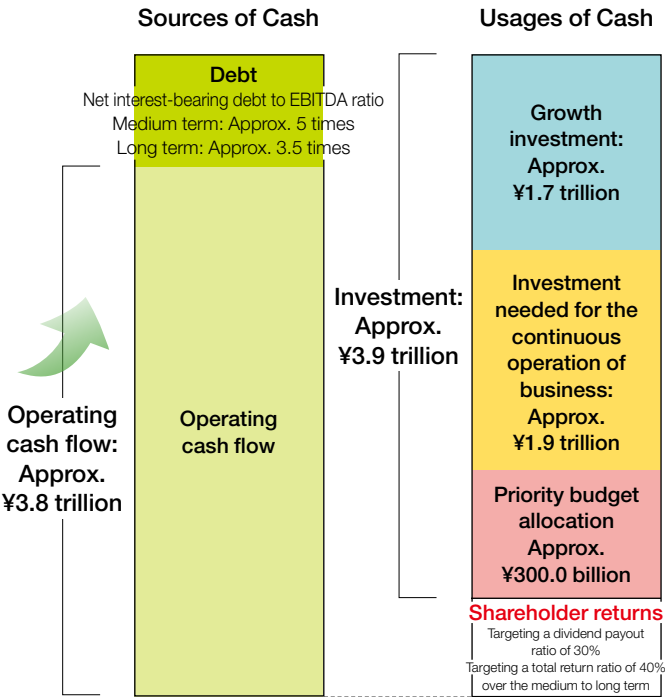 Sources of Cash
Usages of Cash
Debt
Net interest-bearing debt to EBITDA ratio
Medium term: Approx. 5 times
Long term: Approx. 3.5 times
Operating
cash flow:
Approx.
¥3.8 trillion
Operating
cash flow
Investment:
Approx.
¥3.9 trillion
Growth
investment:
Approx.
¥1.7 trillion
Investment
needed for the
continuous
operation of
business:
Approx.
¥1.9 trillion
Priority budget
allocation
Approx.
¥300.0 billion
Shareholder returns
Targeting a dividend payout
ratio of 30%
Targeting a total return ratio of 40%
over the medium to long term